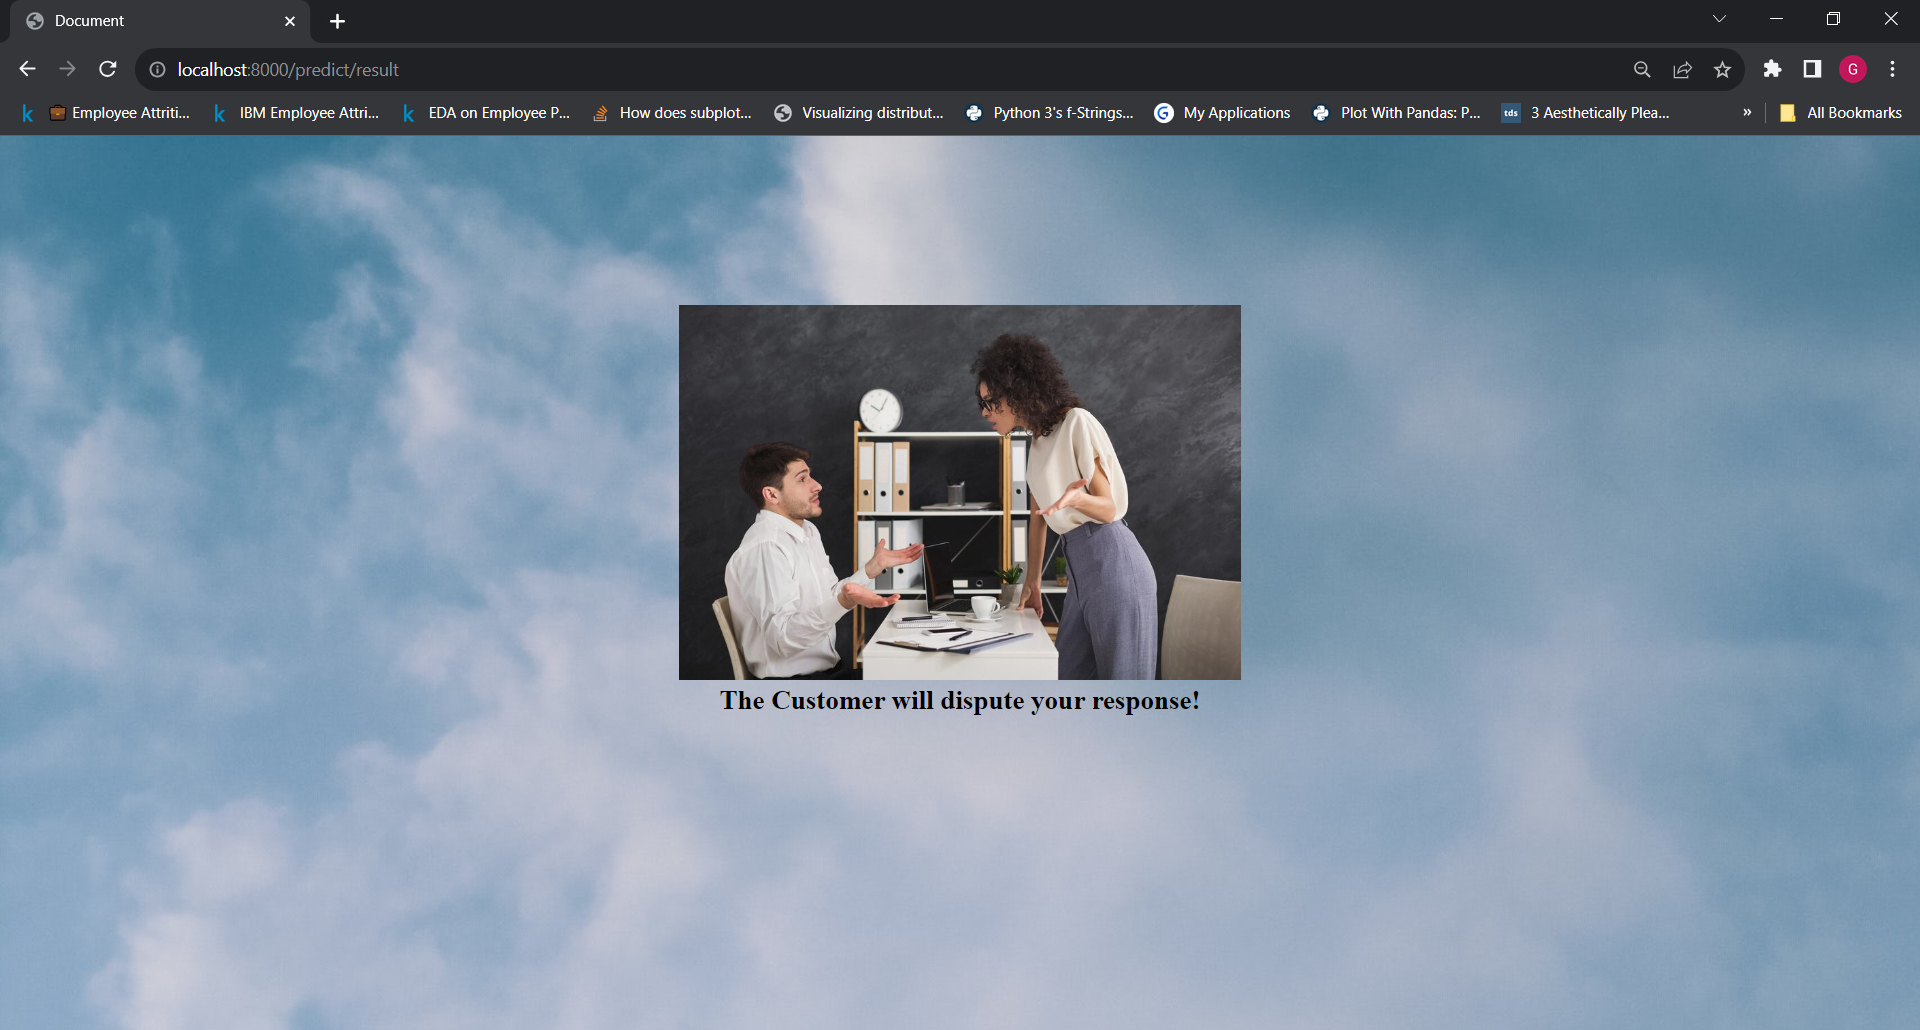 Document
localhost:8000/predict/result
Employee Attriti... IBM Employee Attri... EDA on Employee P... How does subplot... Visualizing distribut... Python 3's f-Strings... My Applications Plot With Pandas: P... tds 3 Aesthetically Plea... » All Bookmarks
G
The Customer will dispute your response!